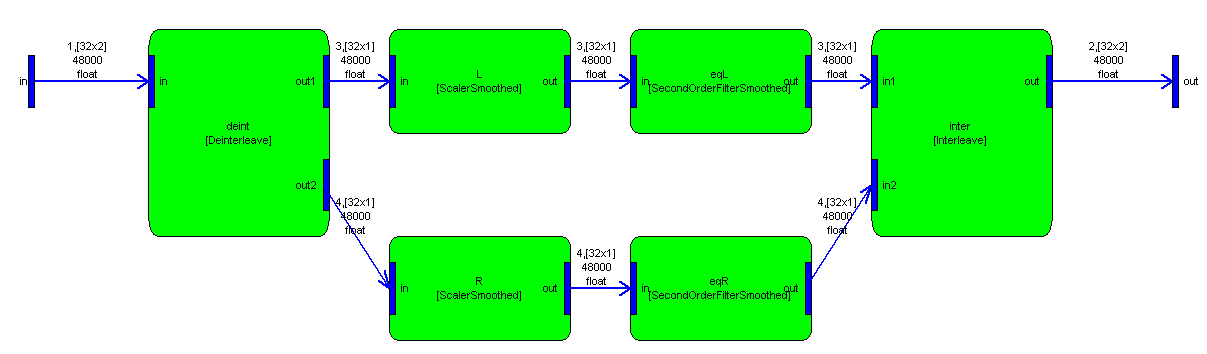 1,[32x2]
48000
float
in
in
deint
[Deinterleave]
out1
out2
3,[32x1]
48000
float
in
L
[ScalerSmoothed]
out
3,[32x1]
48000
float
in
eqL
[SecondOrderFilterSmoothed]
out
3,[32x1]
48000
float
in1
inter
[Interleave]
in2
out
2,[32x2]
48000
float
out
4,[32x1]
48000
float
in
R
[ScalerSmoothed]
out
4,[32x1]
48000
float
in
eqR
[SecondOrderFilterSmoothed]
out
4,[32x1]
48000
float